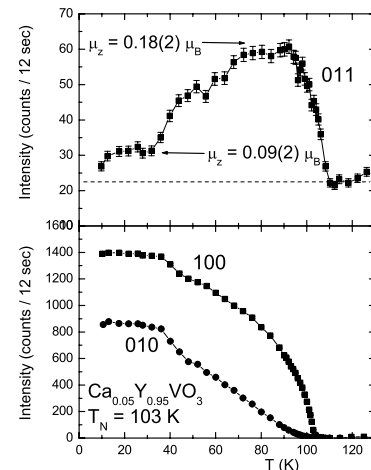 Intensity (counts / 12 sec)
60
50
40
30
20
10
μz = 0.18(2) μB
011
μz = 0.09(2) μB
Intensity (counts / 12 sec)
1600
1400
1200
1000
800
600
400
200
0
100
010
Ca0.05Y0.95VO3
TN = 103 K
0 20 40 60 80 100 120
T (K)